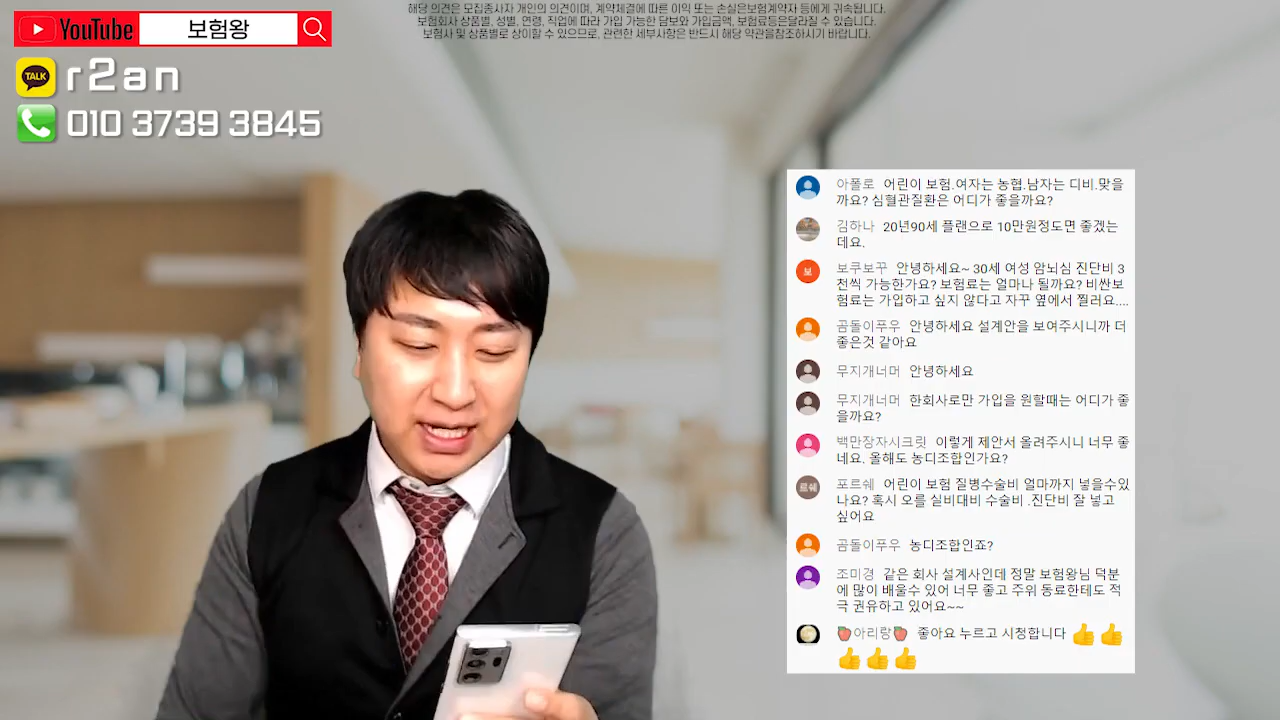 해당 의견은 모집종사자 개인의 의견이며, 계약체결에 따른 이익 또는 손실은보험계약자 등에게 귀속됩니다.
보험회사 상품별, 성별, 연령, 직업에 따라 가입 가능한 담보와 가입금액, 보험료등은달라질 수 있습니다.
보험사 및 상품별로 상이할 수 있으므로, 관련한 세부사항은 반드시 해당 약관을참조하시기 바랍니다.
YouTube 보험왕
TALK r2an
010 3739 3845
아폴로 어린이 보험.여자는 농협.남자는 디비.맞을
까요? 심혈관질환은 어디가 좋을까요?
김하나 20년90세 플랜으로 10만원정도면 좋겠는
데요.
보 보쿠보꾸 안녕하세요~ 30세 여성 암뇌심 진단비 3
천씩 가능한가요? 보험료는 얼마나 될까요? 비싼보
험료는 가입하고 싶지 않다고 자꾸 옆에서 찔러요....
곰돌이푸우 안녕하세요 설계안을 보여주시니까 더
좋은것 같아요
무지개너머 안녕하세요
무지개너머 한회사로만 가입을 원할때는 어디가 좋
을까요?
백만장자시크릿 이렇게 제안서 올려주시니 너무 좋
네요. 올해도 농디조합인가요?
르쉐 포르쉐 어린이 보험 질병수술비 얼마까지 넣을수있
나요? 혹시 오를 실비대비 수술비 .진단비 잘 넣고
싶어요
곰돌이푸우 농디조합인죠?
조미경 같은 회사 설계사인데 정말 보험왕님 덕분
에 많이 배울수 있어 너무 좋고 주위 동료한테도 적
극 권유하고 있어요~~
🍎아리랑🍎 좋아요 누르고 시청합니다 👍👍
👍👍👍